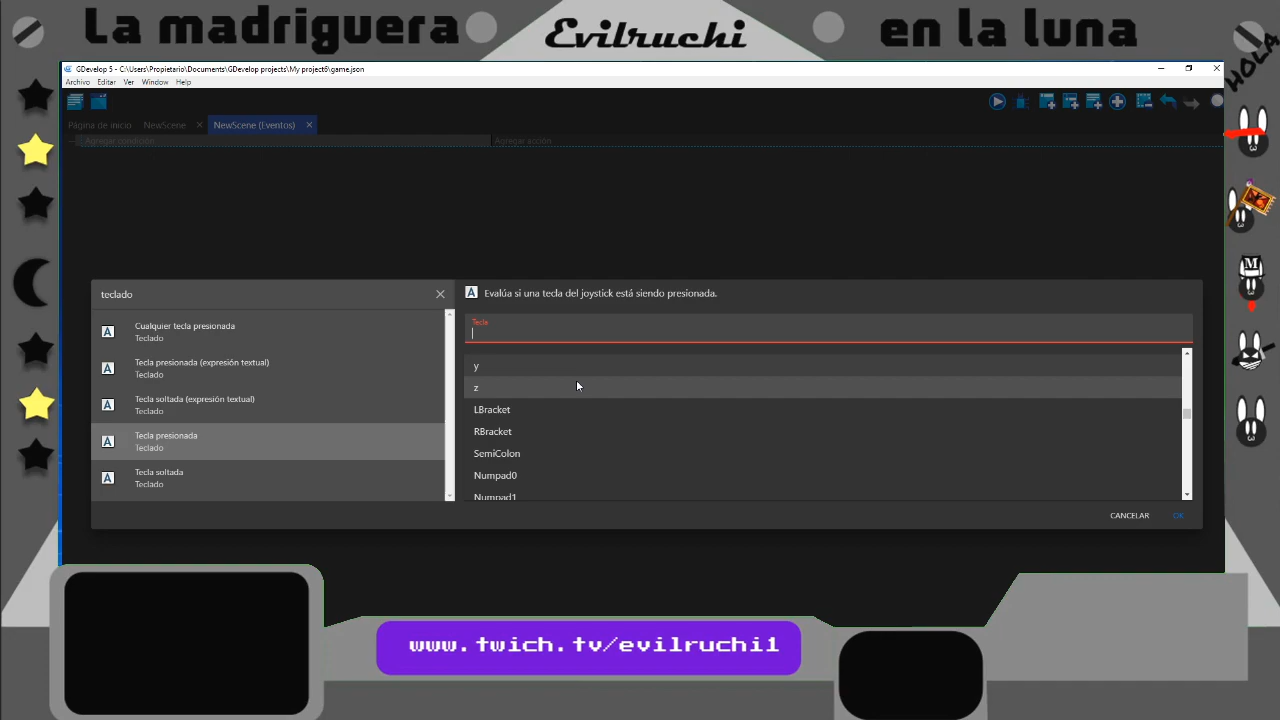 La madriguera
Evilruchi
en la luna
HOLA
GDevelop 5 - C:\Users\Propietario\Documents\GDevelop projects\My project6\game.json
Archivo Editar Ver Window Help
Página de inicio NewScene NewScene (Eventos)
Agregar condición Agregar acción
teclado
Evalúa si una tecla del joystick está siendo presionada.
Tecla
Cualquier tecla presionada
Teclado
Tecla presionada (expresión textual)
Teclado
Tecla soltada (expresión textual)
Teclado
Tecla presionada
Teclado
Tecla soltada
Teclado
y
z
LBracket
RBracket
SemiColon
Numpad0
Numpad1
CANCELAR OK
M
www.twich.tv/evilruchi1